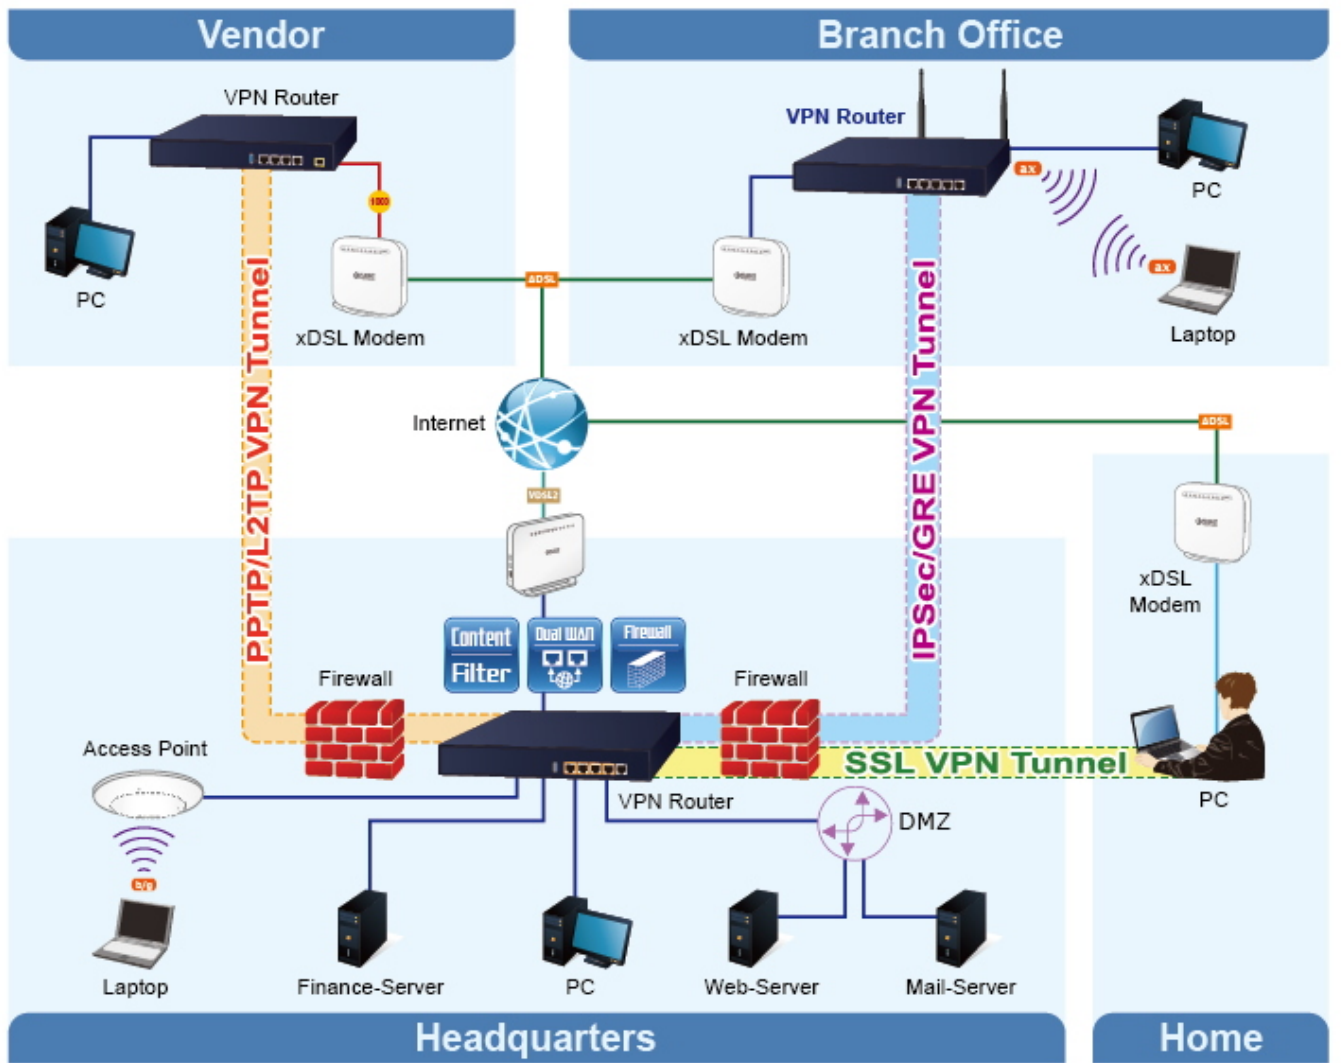 Vendor
Branch Office
VPN Router
VPN Router
ax
PC
1000
PC
ax
ADSL
xDSL Modem
xDSL Modem
Laptop
PPTP/L2TP VPN Tunnel
IPSec/GRE VPN Tunnel
Internet
ADSL
VDSL2
xDSL
Modem
Content
Filter
Dual WAN
Firewall
Firewall
Firewall
Access Point
SSL VPN Tunnel
VPN Router
PC
DMZ
b/g
Laptop
Finance-Server
PC
Web-Server
Mail-Server
Headquarters
Home